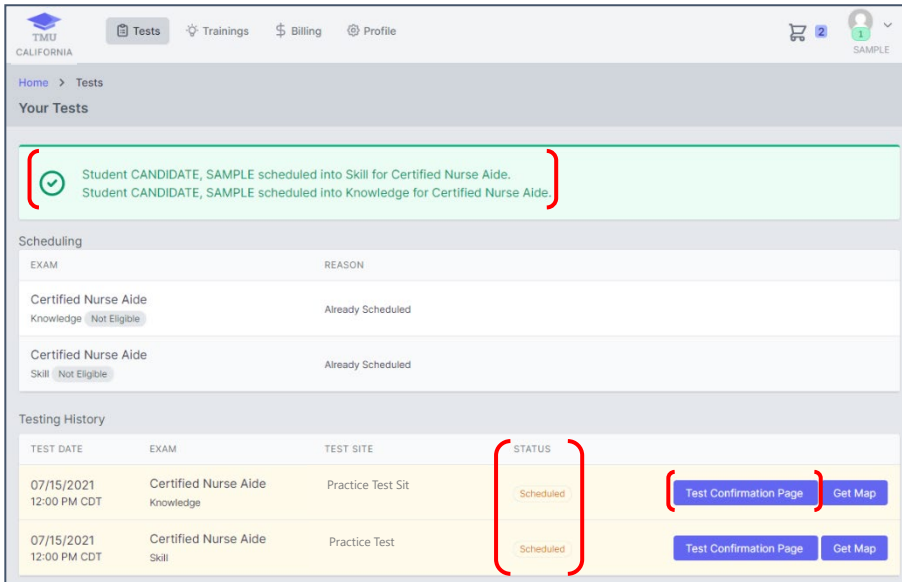 TMU
CALIFORNIA
Tests
Trainings
$ Billing
Profile
2
1
SAMPLE
Home > Tests
Your Tests
Student CANDIDATE, SAMPLE scheduled into Skill for Certified Nurse Aide.
Student CANDIDATE, SAMPLE scheduled into Knowledge for Certified Nurse Aide.
Scheduling
EXAM REASON
Certified Nurse Aide
Knowledge Not Eligible
Already Scheduled
Certified Nurse Aide
Skill Not Eligible
Already Scheduled
Testing History
TEST DATE EXAM TEST SITE STATUS
07/15/2021 Certified Nurse Aide Practice Test Sit Scheduled Test Confirmation Page Get Map
12:00 PM CDT Knowledge
07/15/2021 Certified Nurse Aide Practice Test Scheduled Test Confirmation Page Get Map
12:00 PM CDT Skill